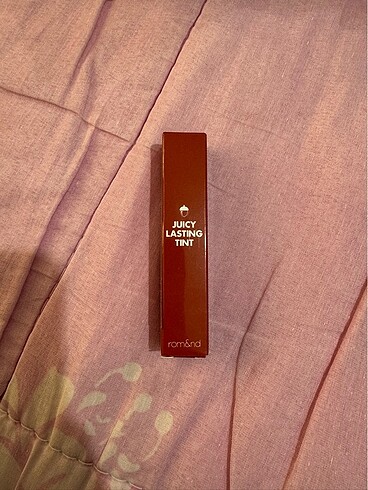 JUICY
LASTING
TINT
rom&nd